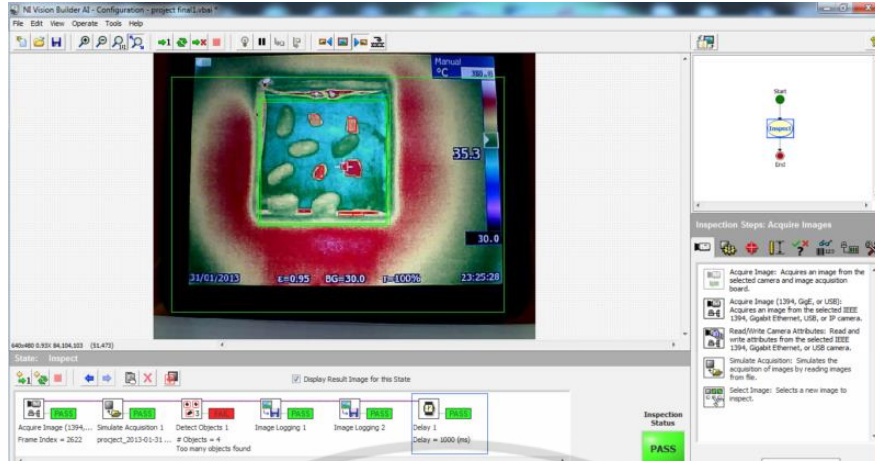 NI Vision Builder AI - Configuration - project final1.vbai *
File Edit View Operate Tools Help
Manual
°C
35.3
30.0
31/01/2013 ε=0.95 BG=30.0 τ=100% 23:25:28
640x480 0.93X 84,104,103 (51,473)
Start
Inspect
End
Inspection Steps: Acquire Images
Acquire Image: Acquires an image from the
selected camera and image acquisition
board.
Acquire Image (1394, GigE, or USB):
Acquires an image from the selected IEEE
1394, Gigabit Ethernet, USB, or IP camera.
Read/Write Camera Attributes: Read and
write attributes from the selected IEEE
1394, Gigabit Ethernet, or USB camera.
Simulate Acquisition: Simulates the
acquisition of images by reading images
from file.
Select Image: Selects a new image to
inspect.
State: Inspect
Display Result Image for this State
PASS PASS FAIL PASS PASS PASS
Acquire Image (1394,... Simulate Acquisition 1 Detect Objects 1 Image Logging 1 Image Logging 2 Delay 1
Frame Index = 2622 # Objects = 4 Delay = 1000 (ms)
Too many objects found
Inspection
Status
PASS